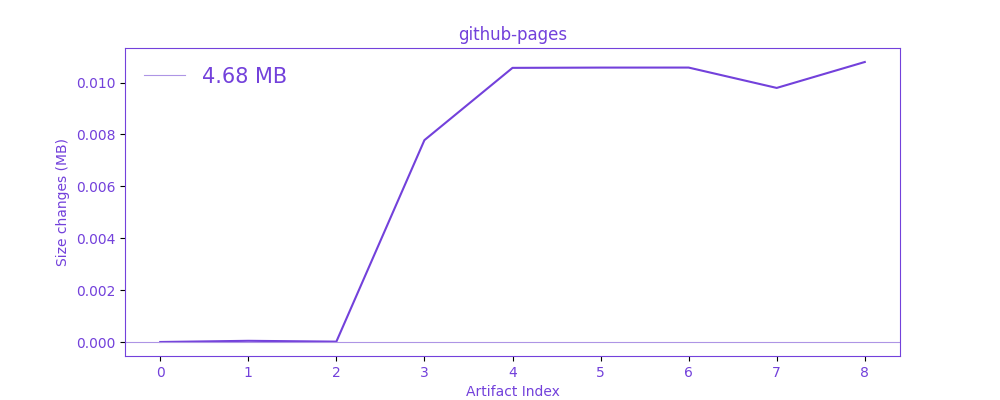 github-pages
4.68 MB
0.010
0.008
0.006
0.004
0.002
0.000
Size changes (MB)
0 1 2 3 4 5 6 7 8
Artifact Index